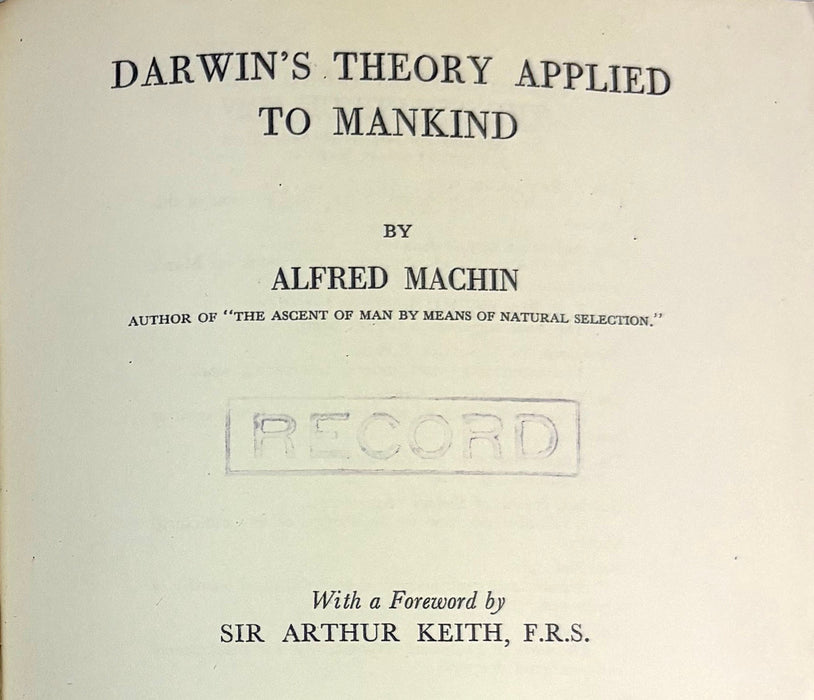 DARWIN'S THEORY APPLIED
TO MANKIND
BY
ALFRED MACHIN
AUTHOR OF "THE ASCENT OF MAN BY MEANS OF NATURAL SELECTION."
RECORD
With a Foreword by
SIR ARTHUR KEITH, F.R.S.